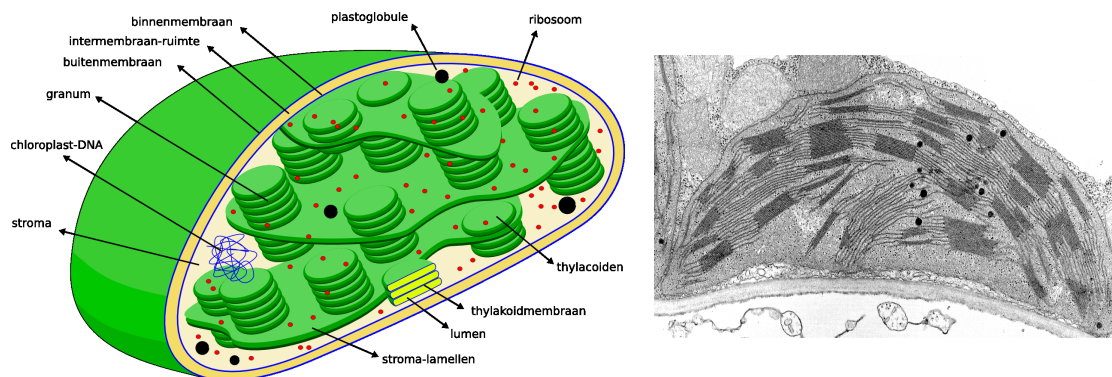 binnenmembraan
intermembraan-ruimte
buitenmembraan
granum
chloroplast-DNA
stroma
plastoglobule
ribosoom
thylacoiden
thylakoidmembraan
lumen
stroma-lamellen